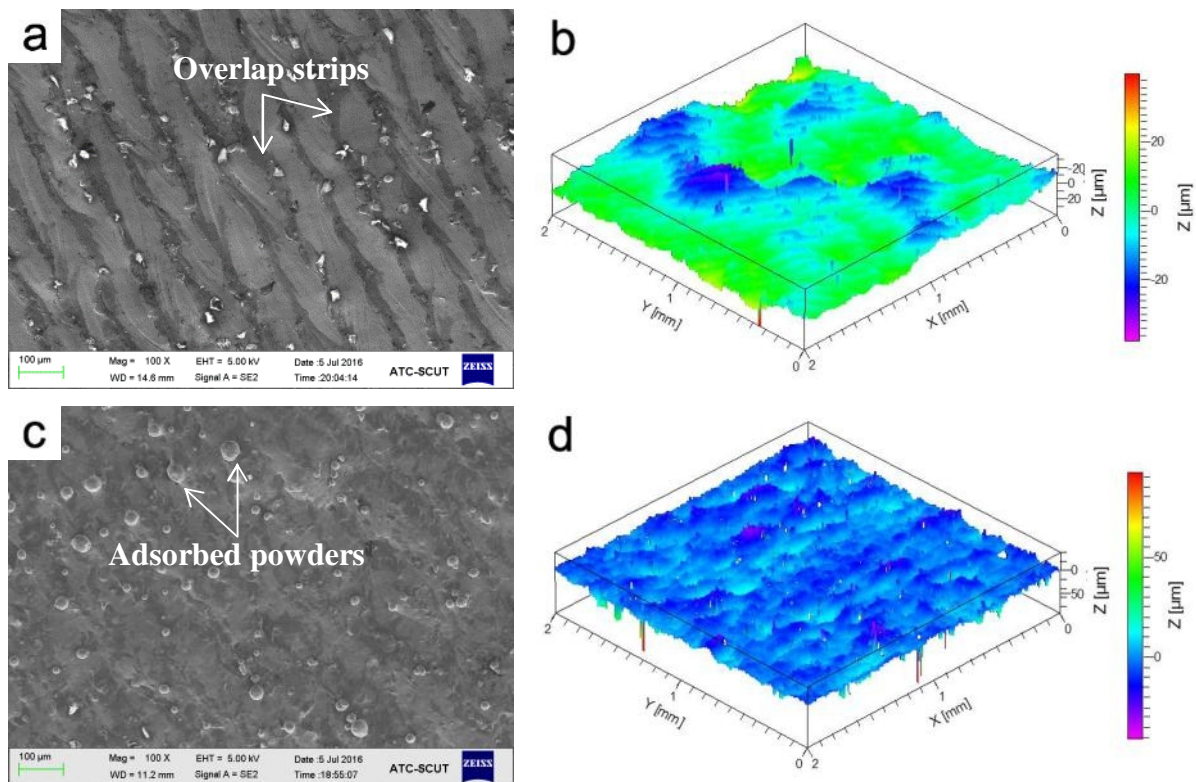 a
Overlap strips
100 µm
Mag = 100 X
EHT = 5.00 kV
Date :5 Jul 2016
WD = 14.6 mm
Signal A = SE2
Time :20:04:14
ATC-SCUT
ZEISS
b
20
0
-20
Z [µm]
-20
0
20
Z [µm]
2
1
Y [mm]
0
2
1
X [mm]
0
c
Adsorbed powders
100 µm
Mag = 100 X
EHT = 5.00 kV
Date :5 Jul 2016
WD = 11.2 mm
Signal A = SE2
Time :18:55:07
ATC-SCUT
ZEISS
d
50
0
Z [µm]
0
50
Z [µm]
2
1
Y [mm]
0
2
1
X [mm]
0